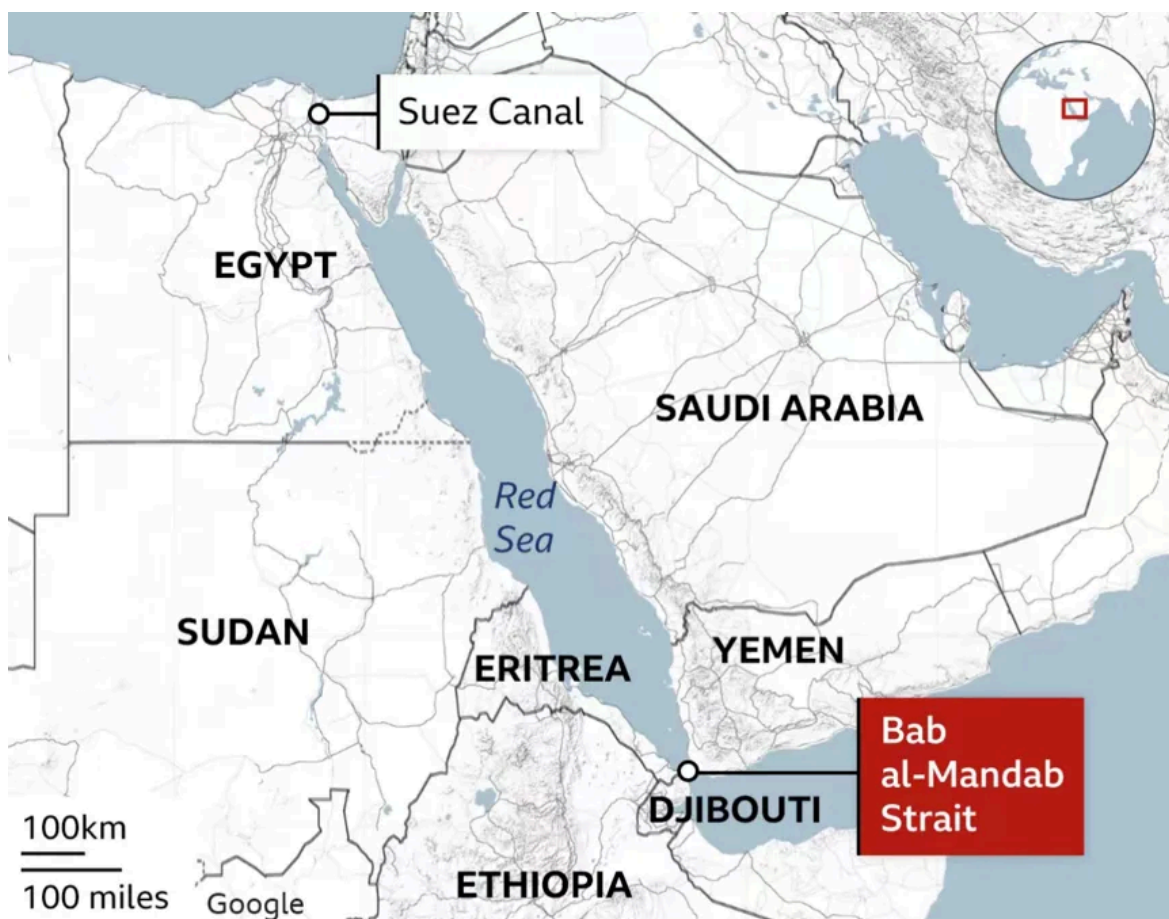 Suez Canal
EGYPT
SAUDI ARABIA
Red
Sea
SUDAN
ERITREA
YEMEN
Bab
al-Mandab
Strait
DJIBOUTI
ETHIOPIA
100km
100 miles
Google